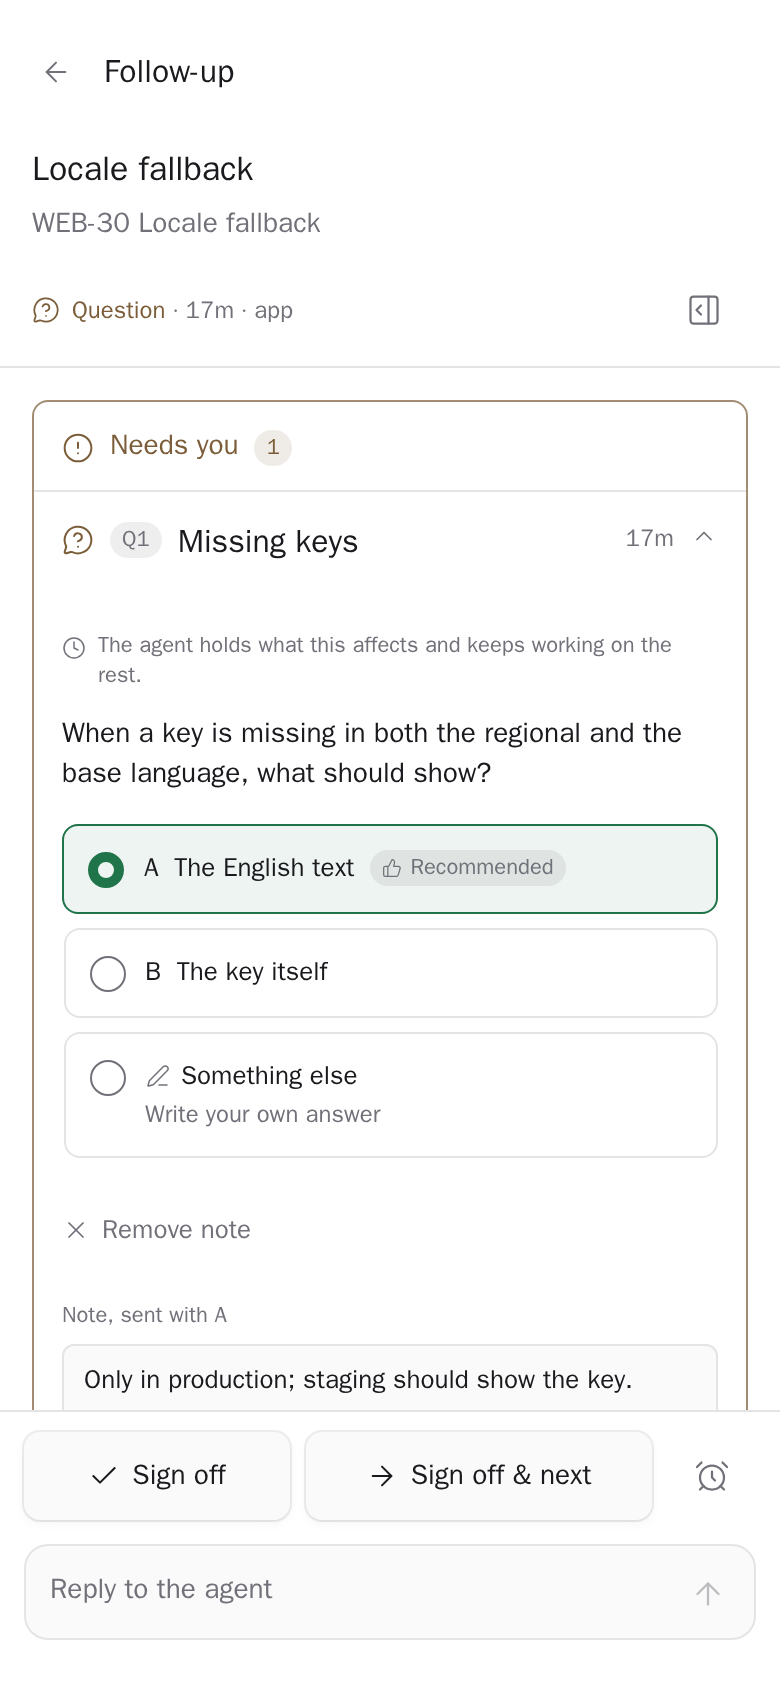 Follow-up
Locale fallback
WEB-30 Locale fallback
Question · 17m · app
Needs you 1
Q1 Missing keys 17m
The agent holds what this affects and keeps working on the
rest.
When a key is missing in both the regional and the
base language, what should show?
A The English text Recommended
B The key itself
Something else
Write your own answer
Remove note
Note, sent with A
Only in production; staging should show the key.
Sign off
Sign off & next
Reply to the agent